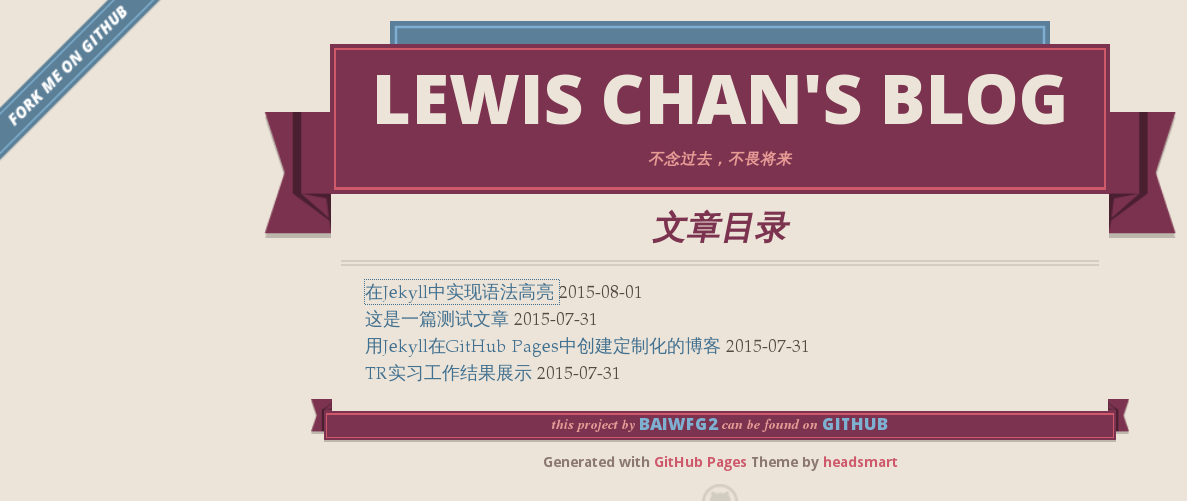 FORK ME ON GITHUB
LEWIS CHAN'S BLOG
不念过去，不畏将来
文章目录
在Jekyll中实现语法高亮 2015-08-01
这是一篇测试文章 2015-07-31
用Jekyll在GitHub Pages中创建定制化的博客 2015-07-31
TR实习工作结果展示 2015-07-31
this project by BAIWFG2 can be found on GITHUB
Generated with GitHub Pages Theme by headsmart